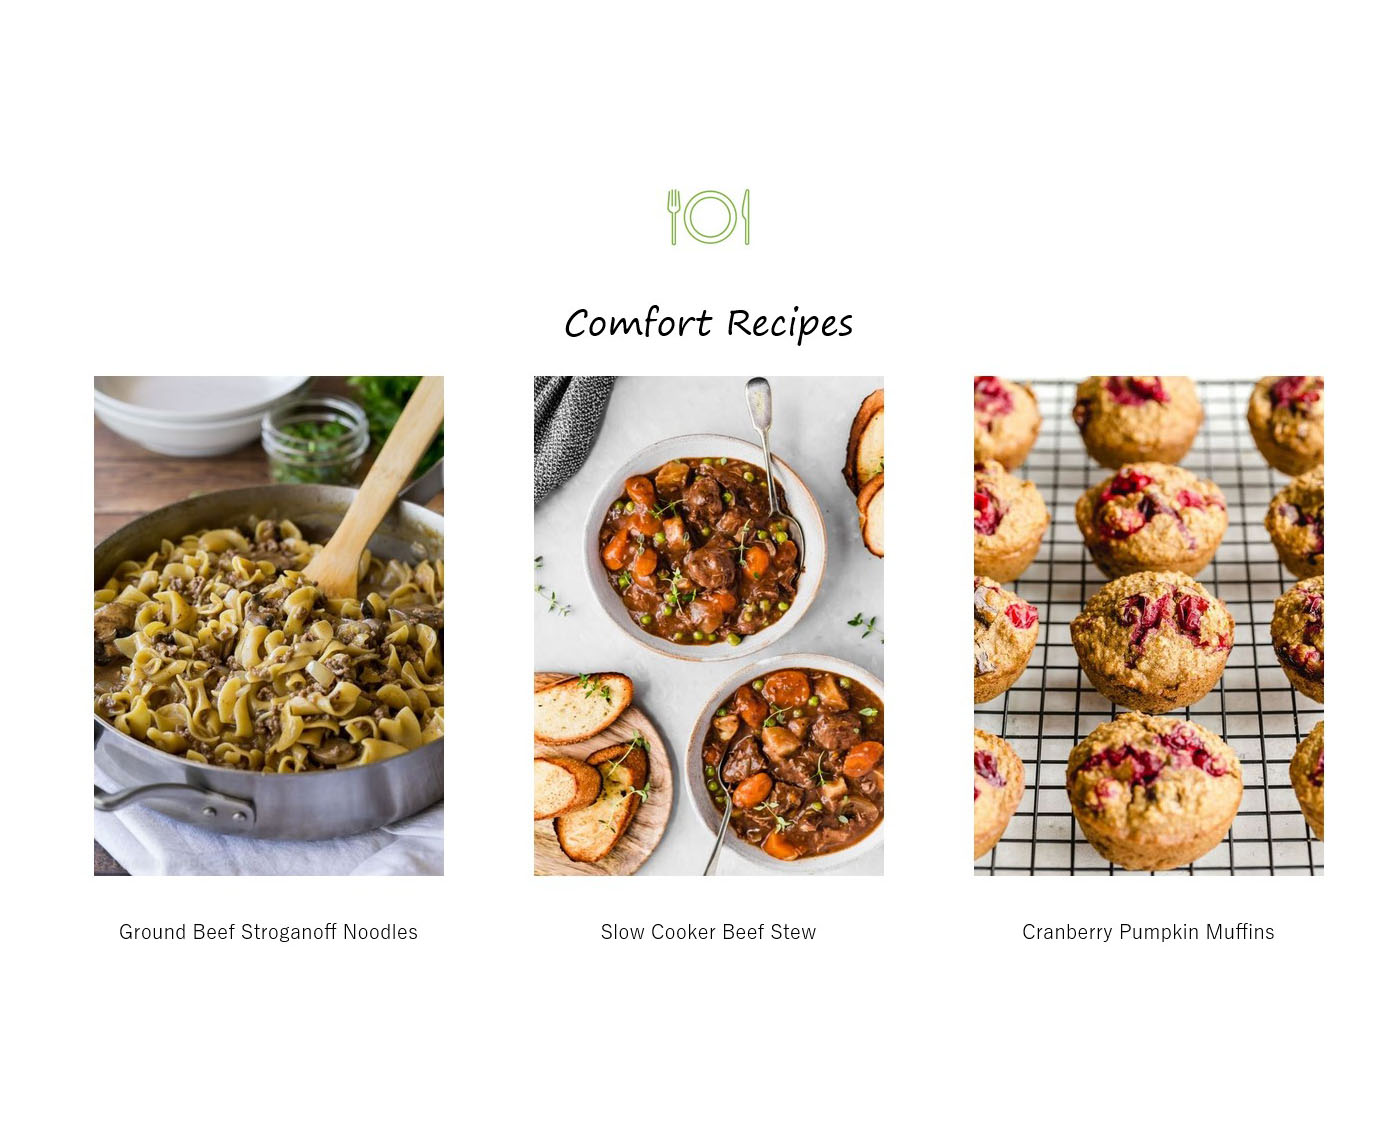 Comfort Recipes
Ground Beef Stroganoff Noodles
Slow Cooker Beef Stew
Cranberry Pumpkin Muffins